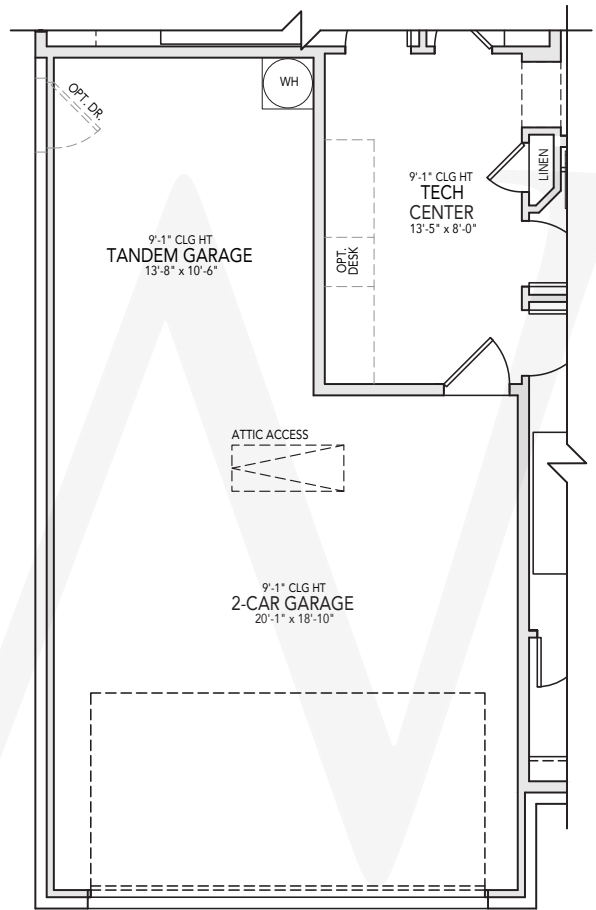 WH
OPT. DR.
9'-1" CLG HT
TANDEM GARAGE
13'-8" x 10'-6"
9'-1" CLG HT
TECH
CENTER
13'-5" x 8'-0"
LINEN
OPT.
DESK
ATTIC ACCESS
9'-1" CLG HT
2-CAR GARAGE
20'-1" x 18'-10"